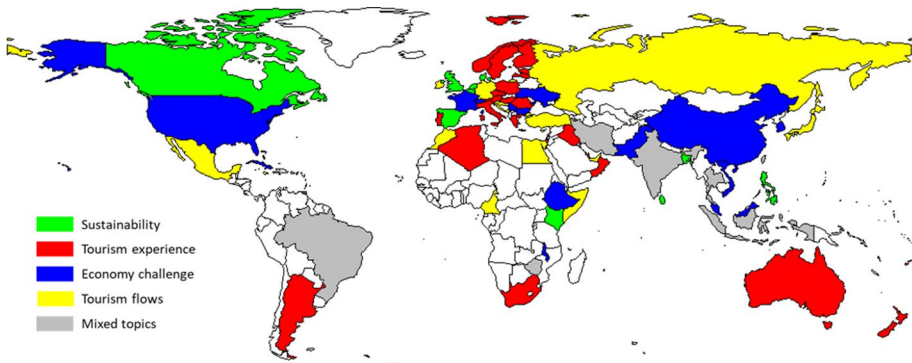 Sustainability
Tourism experience
Economy challenge
Tourism flows
Mixed topics